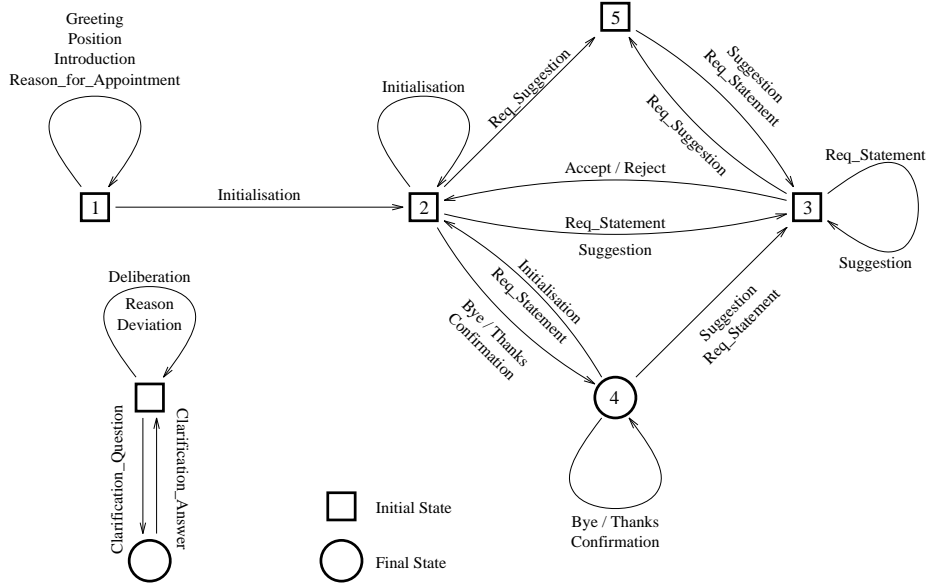 Greeting
Position
Introduction
Reason_for_Appointment
Initialisation
5
Req_Suggestion
Suggestion
Req_Statement
Req_Suggestion
Accept / Reject
Req_Statement
Initialisation
1
2
3
Req_Statement
Suggestion
Suggestion
Deliberation
Reason
Deviation
Initialisation
Req_Statement
Bye / Thanks
Confirmation
Suggestion
Req_Statement
4
Clarification_Question
Clarification_Answer
Initial State
Bye / Thanks
Confirmation
Final State